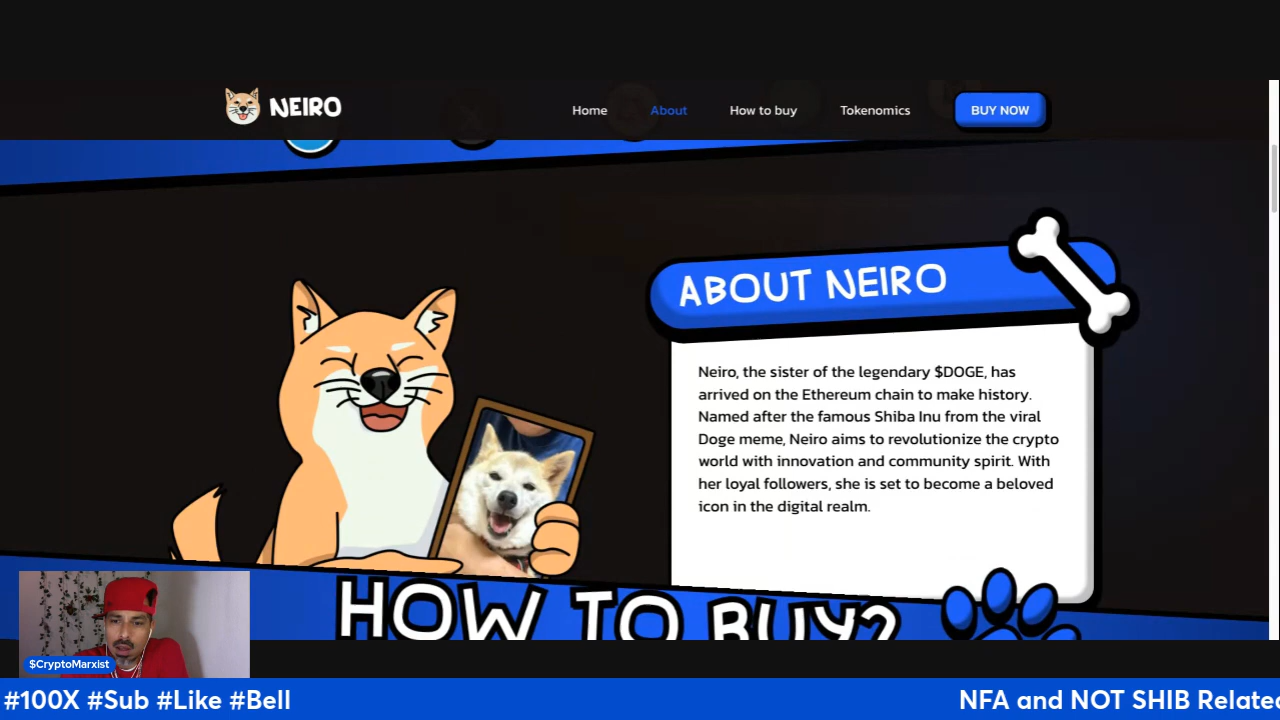 NEIRO
Home
About
How to buy
Tokenomics
BUY NOW
ABOUT NEIRO
Neiro, the sister of the legendary $DOGE, has
arrived on the Ethereum chain to make history.
Named after the famous Shiba Inu from the viral
Doge meme, Neiro aims to revolutionize the crypto
world with innovation and community spirit. With
her loyal followers, she is set to become a beloved
icon in the digital realm.
HOW TO BUY?
$CryptoMarxist
#100X #Sub #Like #Bell
NFA and NOT SHIB Related